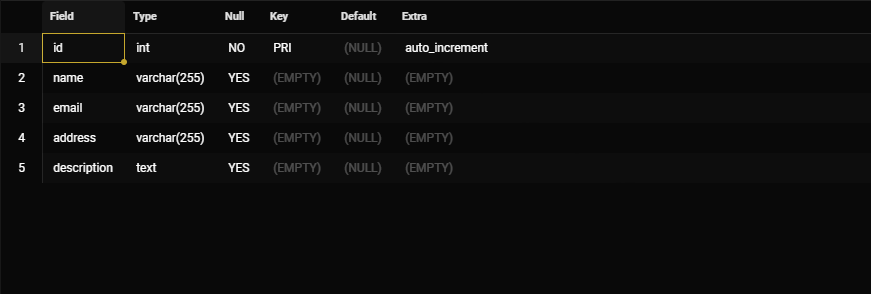 Field Type Null Key Default Extra
1 id int NO PRI (NULL) auto_increment
2 name varchar(255) YES (EMPTY) (NULL) (EMPTY)
3 email varchar(255) YES (EMPTY) (NULL) (EMPTY)
4 address varchar(255) YES (EMPTY) (NULL) (EMPTY)
5 description text YES (EMPTY) (NULL) (EMPTY)